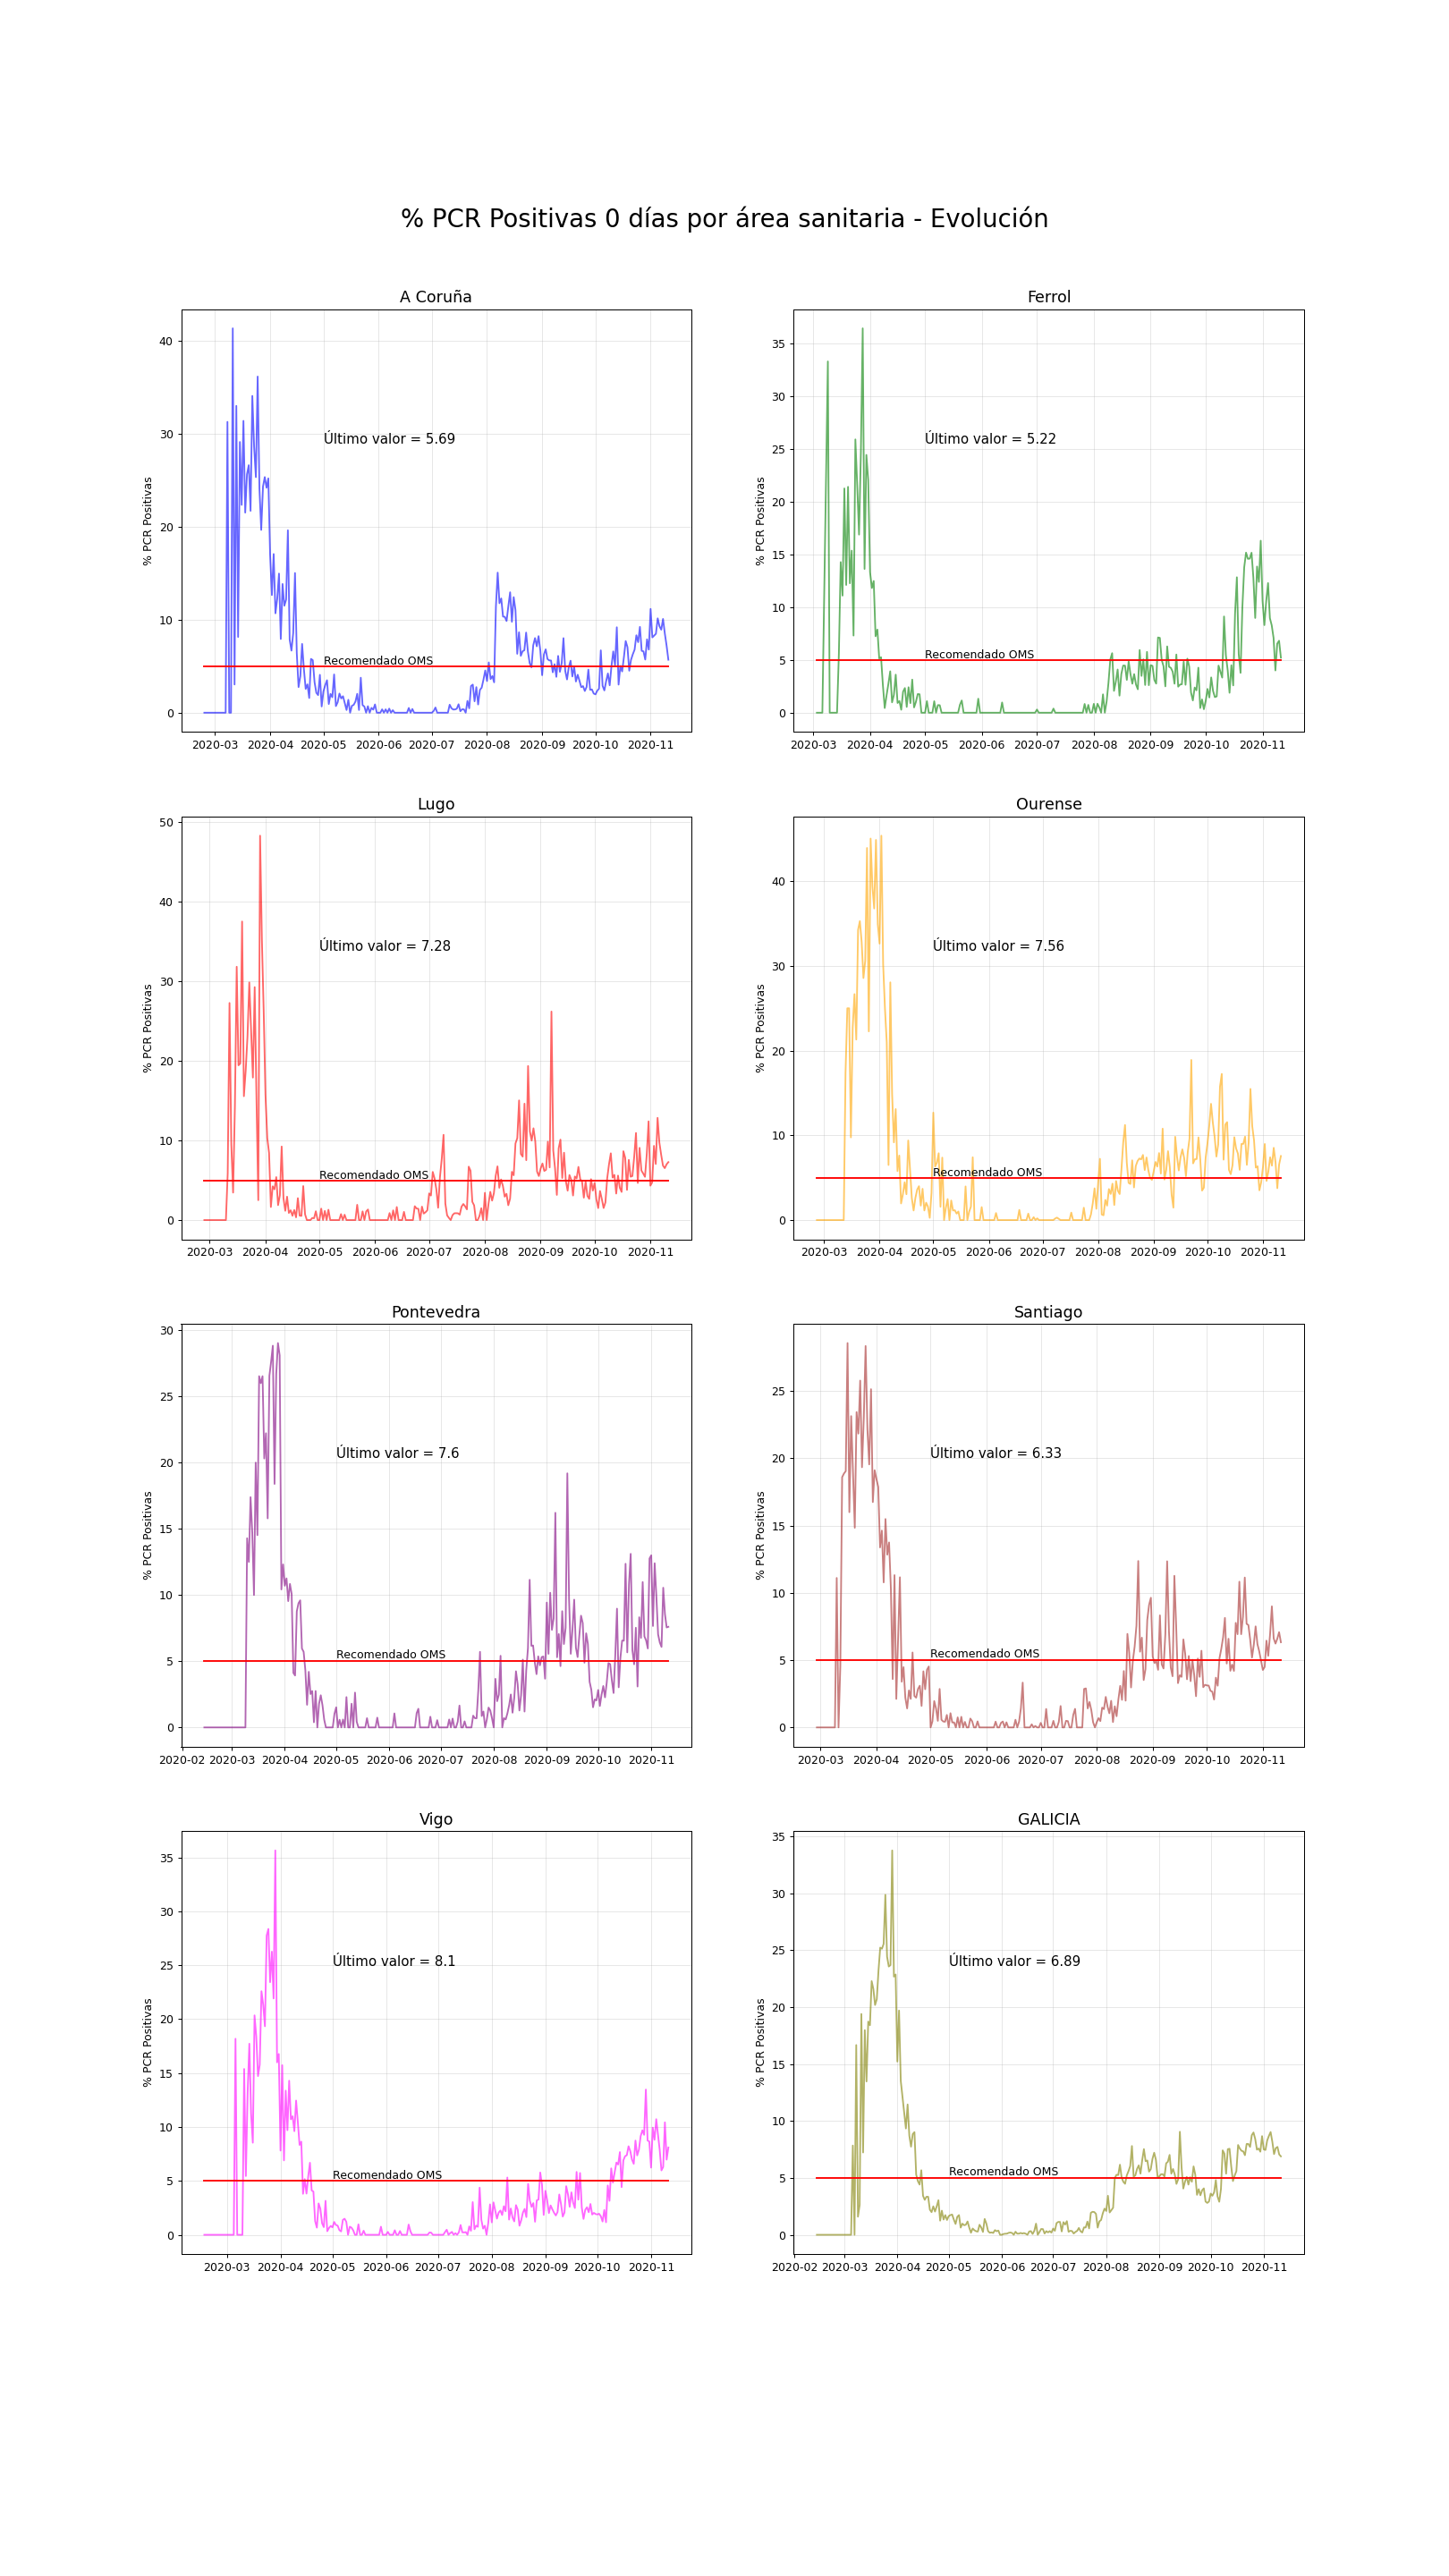 % PCR Positivas 0 días por área sanitaria - Evolución
A Coruña
% PCR Positivas
40
30
20
10
0
Último valor = 5.69
Recomendado OMS
2020-03 2020-04 2020-05 2020-06 2020-07 2020-08 2020-09 2020-10 2020-11
Ferrol
% PCR Positivas
35
30
25
20
15
10
5
0
Último valor = 5.22
Recomendado OMS
2020-03 2020-04 2020-05 2020-06 2020-07 2020-08 2020-09 2020-10 2020-11
Lugo
% PCR Positivas
50
40
30
20
10
0
Último valor = 7.28
Recomendado OMS
2020-03 2020-04 2020-05 2020-06 2020-07 2020-08 2020-09 2020-10 2020-11
Ourense
% PCR Positivas
40
30
20
10
0
Último valor = 7.56
Recomendado OMS
2020-03 2020-04 2020-05 2020-06 2020-07 2020-08 2020-09 2020-10 2020-11
Pontevedra
% PCR Positivas
30
25
20
15
10
5
0
Último valor = 7.6
Recomendado OMS
2020-02 2020-03 2020-04 2020-05 2020-06 2020-07 2020-08 2020-09 2020-10 2020-11
Santiago
% PCR Positivas
25
20
15
10
5
0
Último valor = 6.33
Recomendado OMS
2020-03 2020-04 2020-05 2020-06 2020-07 2020-08 2020-09 2020-10 2020-11
Vigo
% PCR Positivas
35
30
25
20
15
10
5
0
Último valor = 8.1
Recomendado OMS
2020-03 2020-04 2020-05 2020-06 2020-07 2020-08 2020-09 2020-10 2020-11
GALICIA
% PCR Positivas
35
30
25
20
15
10
5
0
Último valor = 6.89
Recomendado OMS
2020-02 2020-03 2020-04 2020-05 2020-06 2020-07 2020-08 2020-09 2020-10 2020-11